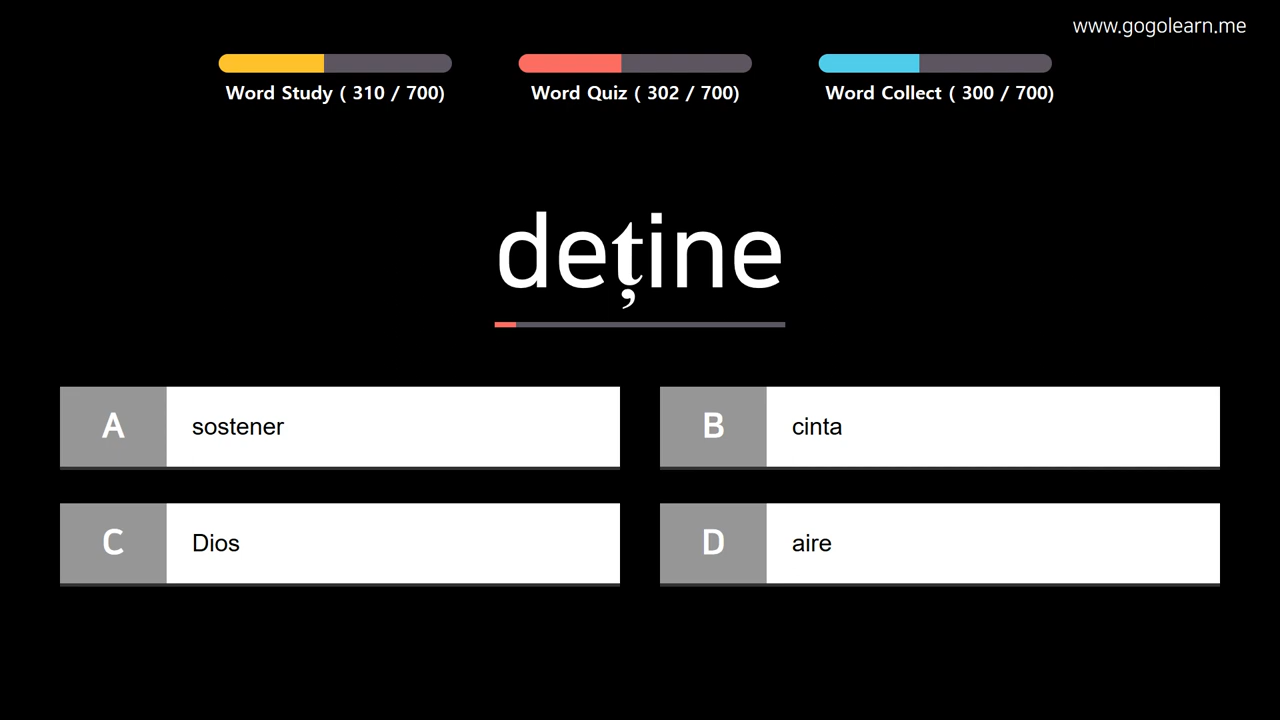 www.gogolearn.me
Word Study ( 310 / 700)
Word Quiz ( 302 / 700)
Word Collect ( 300 / 700)
deține
A sostener
B cinta
C Dios
D aire